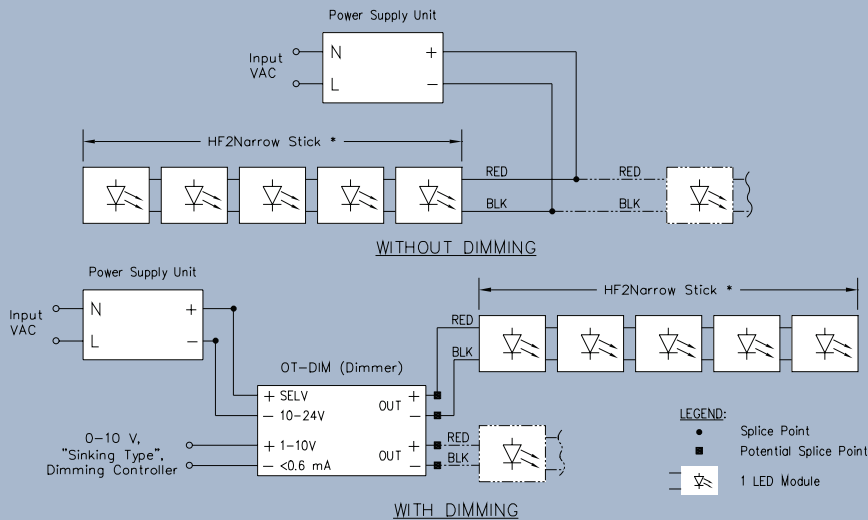 Power Supply Unit
Input
VAC
N
L
+
−
HF2Narrow Stick *
RED
RED
BLK
BLK
WITHOUT DIMMING
Power Supply Unit
Input
VAC
N
L
+
−
HF2Narrow Stick *
RED
BLK
OT−DIM (Dimmer)
+ SELV
− 10−24V
OUT
+
−
0−10 V,
"Sinking Type",
Dimming Controller
+ 1−10V
− <0.6 mA
OUT
+
−
RED
BLK
WITH DIMMING
LEGEND:
Splice Point
Potential Splice Point
1 LED Module